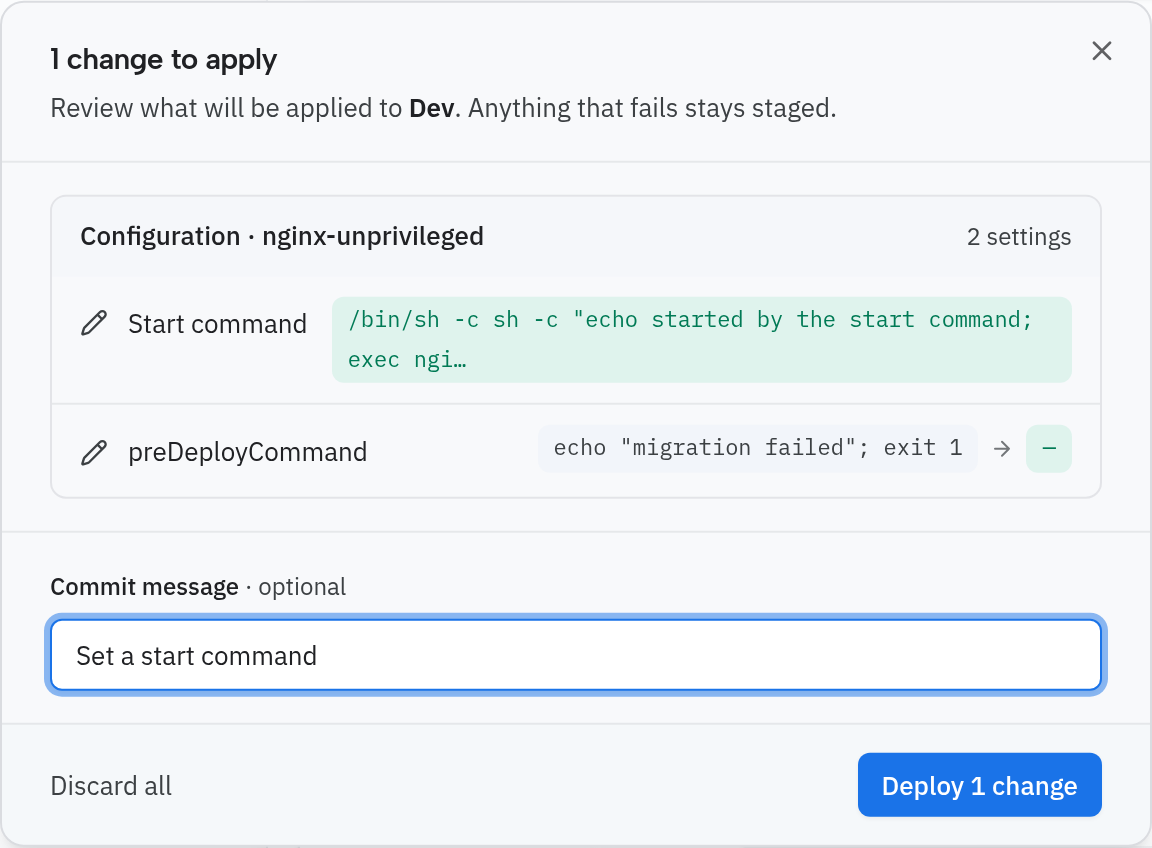 1 change to apply
Review what will be applied to Dev. Anything that fails stays staged.
Configuration · nginx-unprivileged
2 settings
Start command
/bin/sh -c sh -c "echo started by the start command;
exec ngi…
preDeployCommand
echo "migration failed"; exit 1 → —
Commit message · optional
Set a start command
Discard all
Deploy 1 change